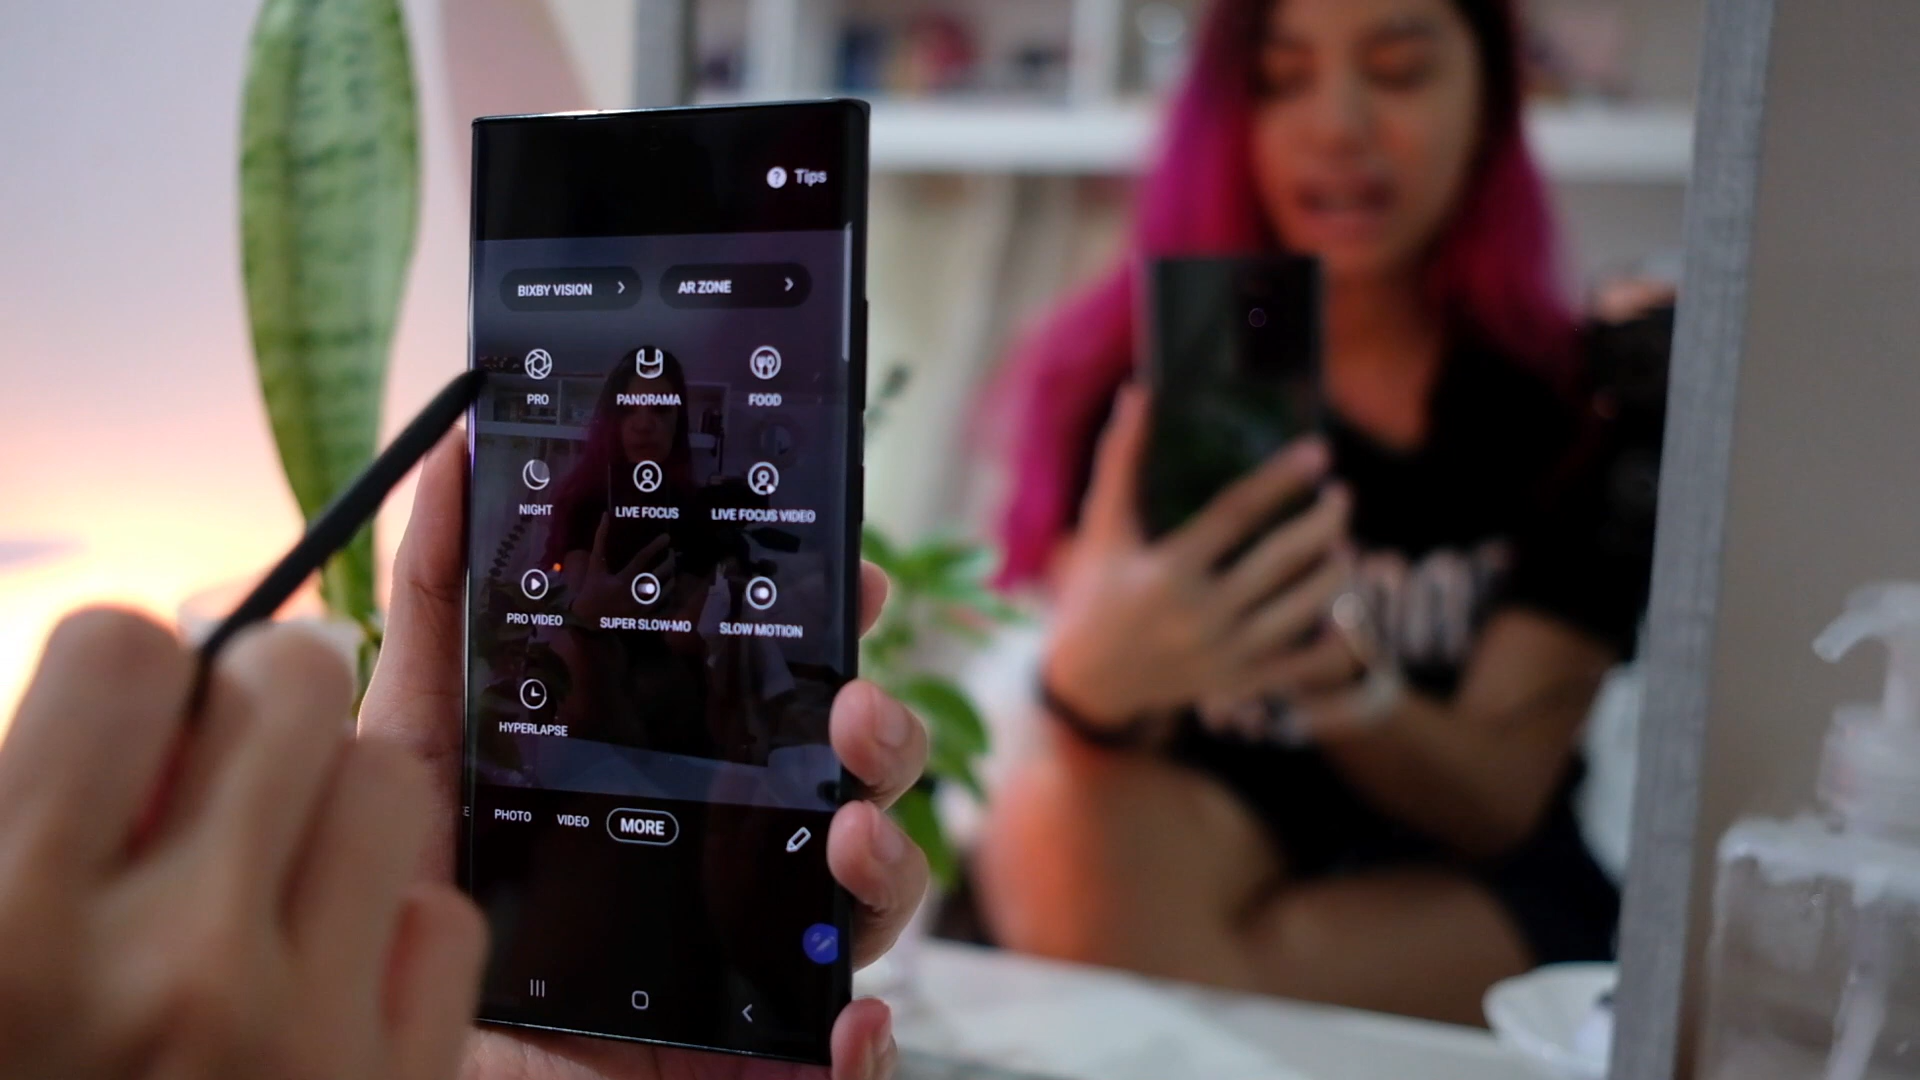 Tips
BIXBY VISION
AR ZONE
PRO
PANORAMA
FOOD
NIGHT
LIVE FOCUS
LIVE FOCUS VIDEO
PRO VIDEO
SUPER SLOW-MO
SLOW MOTION
HYPERLAPSE
PHOTO
VIDEO
MORE